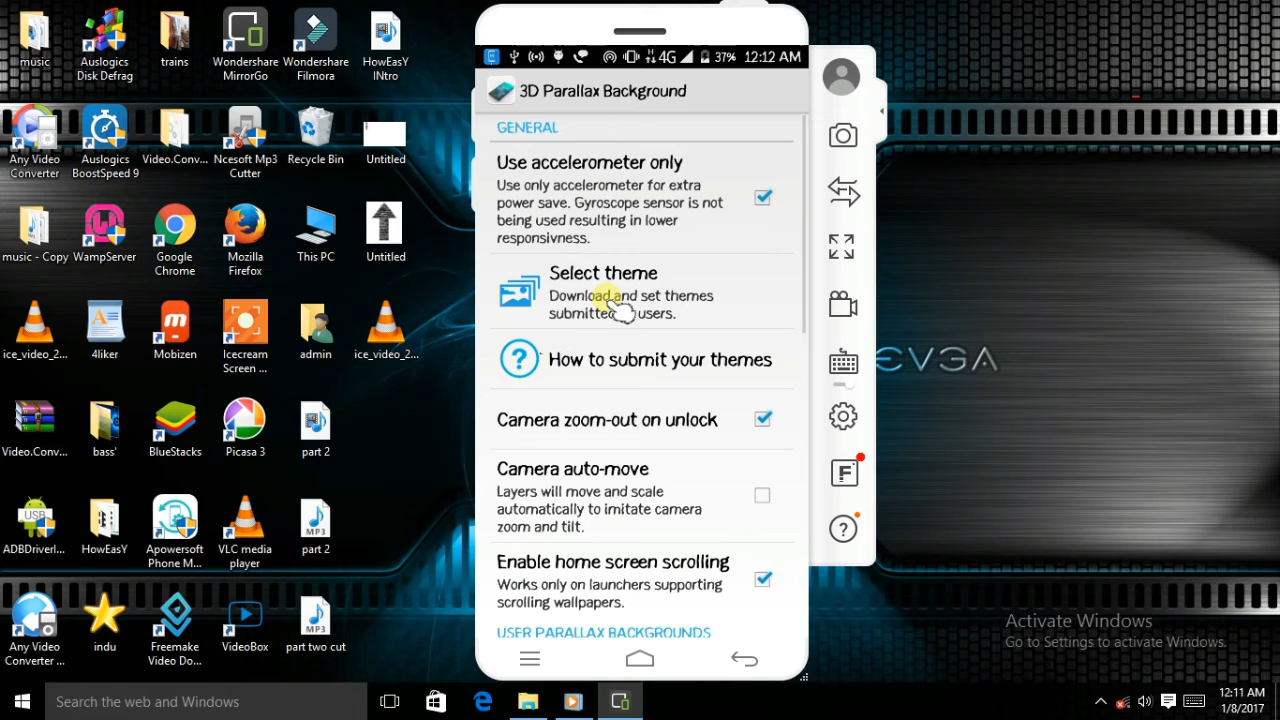 music
Auslogics
Disk Defrag
trains
Wondershare
MirrorGo
Wondershare
Filmora
HowEasY
INtro
Any Video
Converter
Auslogics
BoostSpeed 9
Video.Conv...
Ncesoft Mp3
Cutter
Recycle Bin
Untitled
music - Copy
WampServer
Google
Chrome
Mozilla
Firefox
This PC
Untitled
ice_video_2...
4liker
Mobizen
Icecream
Screen ...
admin
ice_video_2...
Video.Conv...
bass'
BlueStacks
Picasa 3
part 2
ADBDriverI...
HowEasY
Apowersoft
Phone M...
VLC media
player
part 2
Any Video
Converter ...
indu
Freemake
Video Do...
VideoBox
part two cut
4G 37% 12:12 AM
3D Parallax Background
GENERAL
Use accelerometer only
Use only accelerometer for extra
power save. Gyroscope sensor is not
being used resulting in lower
responsivness.
Select theme
Download and set themes
submitted users.
How to submit your themes
Camera zoom-out on unlock
Camera auto-move
Layers will move and scale
automatically to imitate camera
zoom and tilt.
Enable home screen scrolling
Works only on launchers supporting
scrolling wallpapers.
USER PARALLAX BACKGROUNDS
EVGA
Activate Windows
Go to Settings to activate Windows.
Search the web and Windows
12:11 AM
1/8/2017